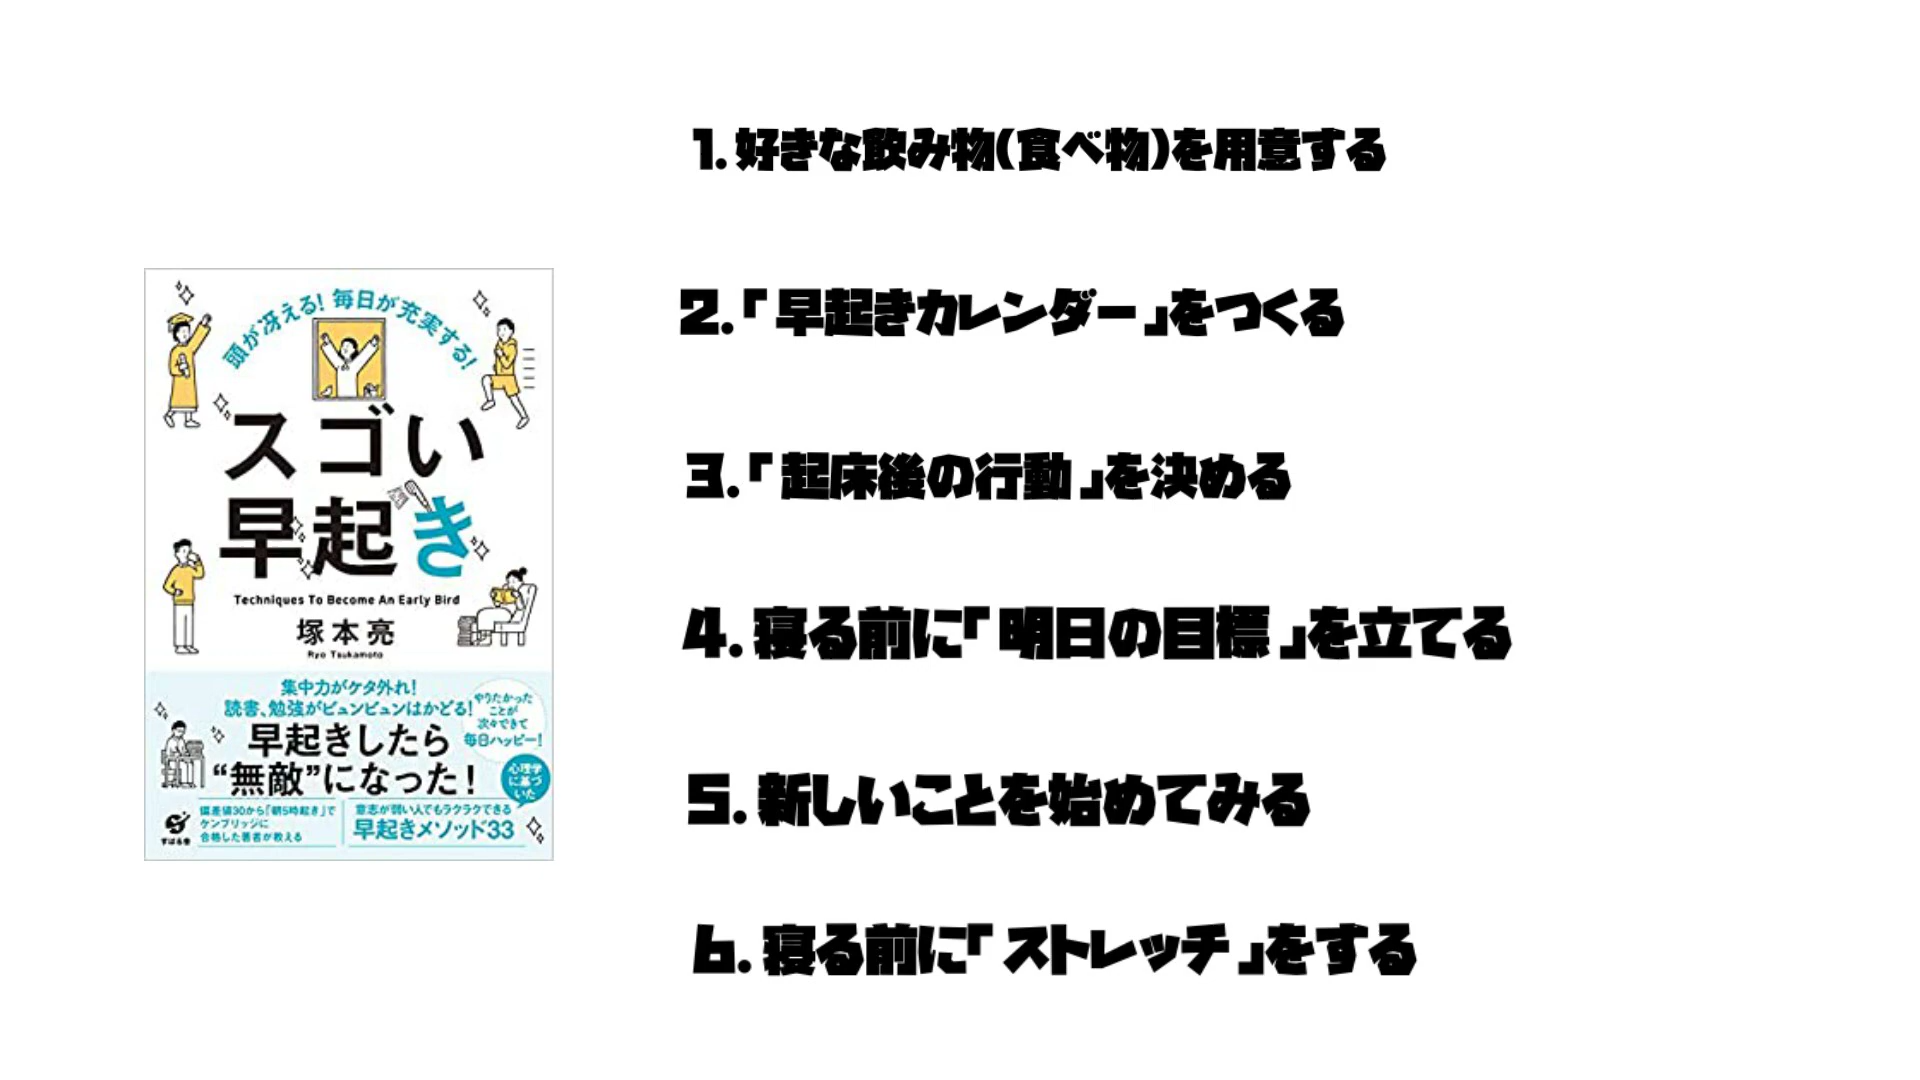 頭が冴える!毎日が充実する!
スゴい
早起き
Techniques To Become An Early Bird
塚本亮
Ryo Tsukamoto
集中力がケタ外れ!
読書、勉強がビュンビュンはかどる!
やりたかった
ことが
次々できて
毎日ハッピー!
早起きしたら
“無敵”になった!
心理学
に基づ
いた
偏差値30から「朝5時起き」で
ケンブリッジに
合格した著者が教える
意志が弱い人でもラクラクできる
早起きメソッド33
すばる舎
1.好きな飲み物(食べ物)を用意する
2.「早起きカレンダー」をつくる
3.「起床後の行動」を決める
4.寝る前に「明日の目標」を立てる
5.新しいことを始めてみる
6.寝る前に「ストレッチ」をする